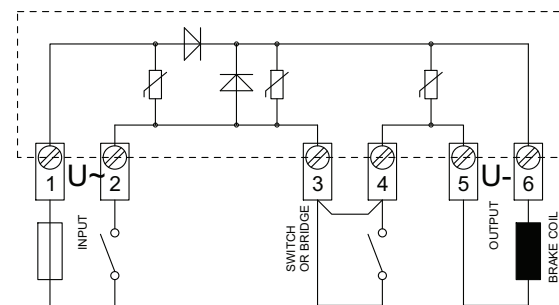 1
U~
2
3
4
5
U-
6
INPUT
SWITCH
OR BRIDGE
OUTPUT
BRAKE COIL